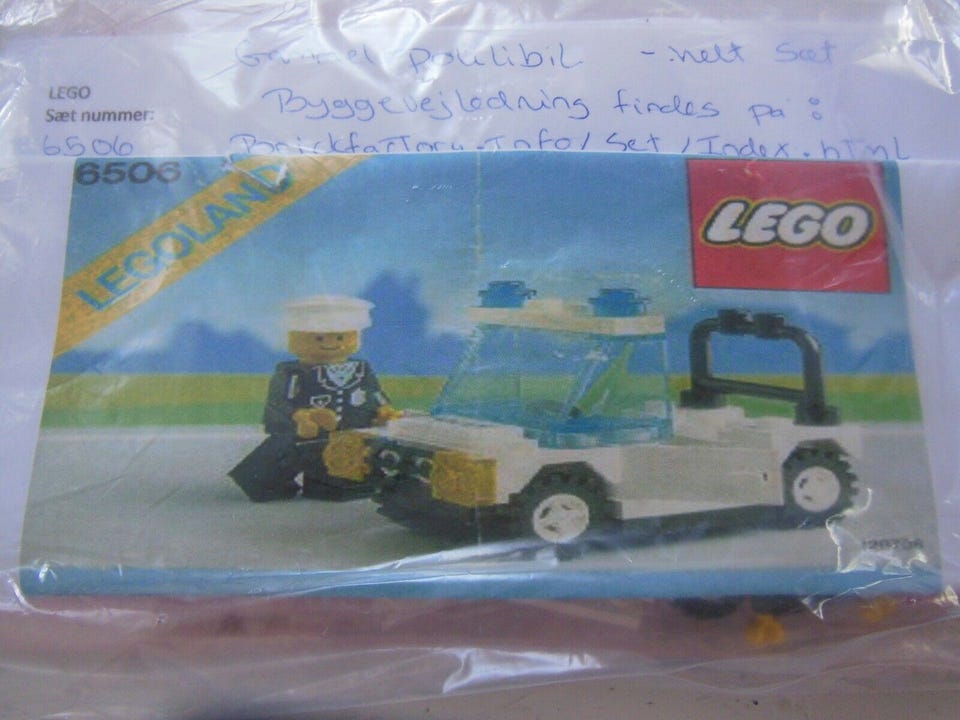 Gammel politibil - helt sæt
LEGO
Sæt nummer:
Byggevejledning findes på :
6506 Brickfactory.Info/Set/Index.html
6506
LEGOLAND
LEGO